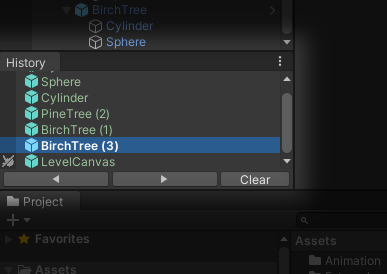 BirchTree
Cylinder
Sphere
History
Sphere
Cylinder
PineTree (2)
BirchTree (1)
BirchTree (3)
LevelCanvas
Clear
Project
Favorites
Assets
Animation
Assets